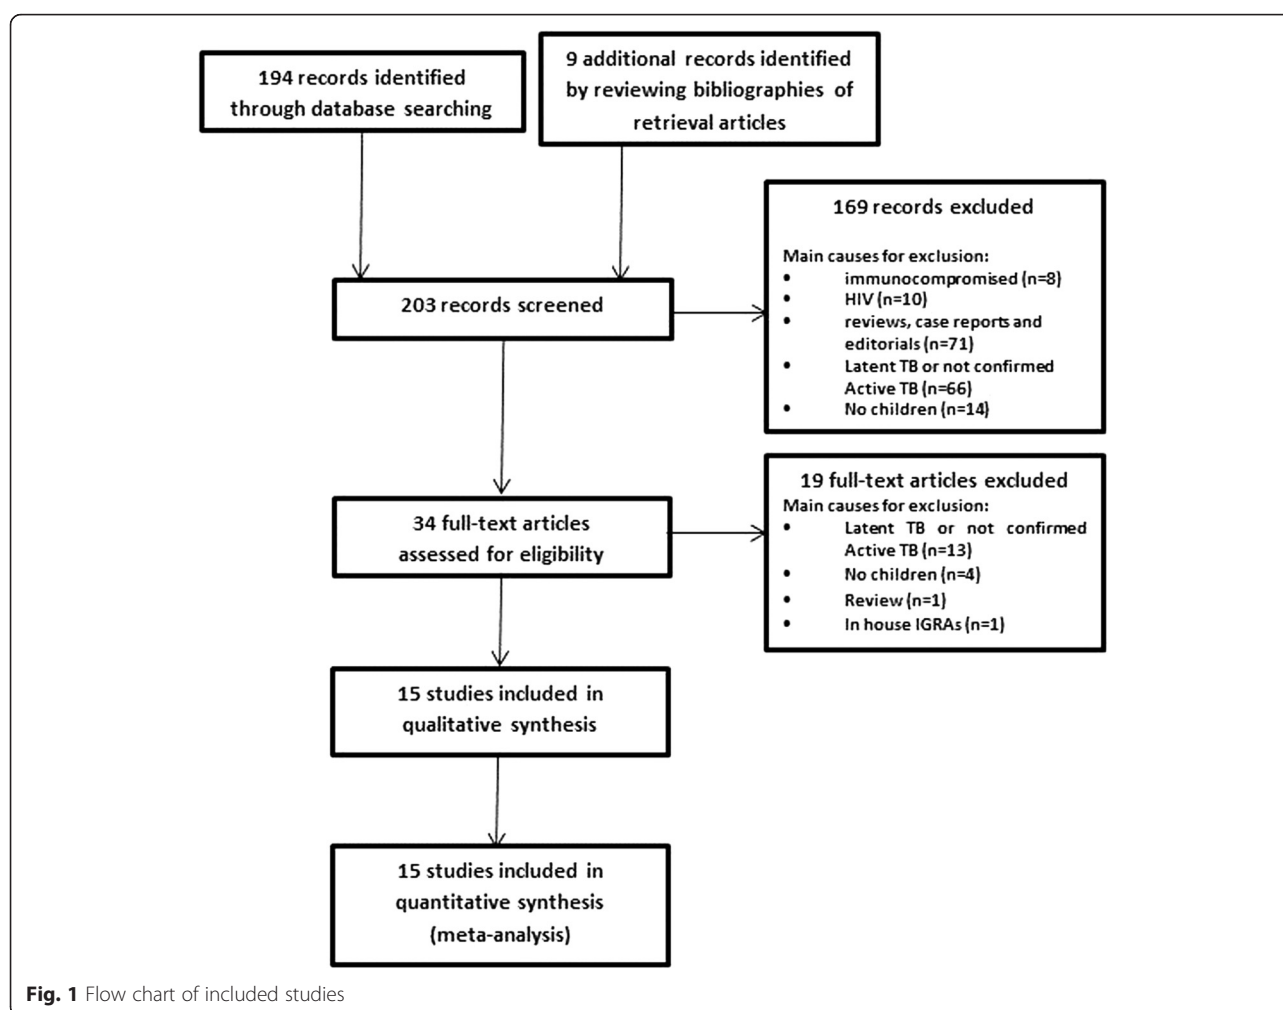 194 records identified
through database searching
9 additional records identified
by reviewing bibliographies of
retrieval articles
169 records excluded
Main causes for exclusion:
• immunocompromised (n=8)
• HIV (n=10)
• reviews, case reports and
editorials (n=71)
• Latent TB or not confirmed
Active TB (n=66)
• No children (n=14)
203 records screened
19 full-text articles excluded
Main causes for exclusion:
• Latent TB or not confirmed
Active TB (n=13)
• No children (n=4)
• Review (n=1)
• In house IGRAs (n=1)
34 full-text articles
assessed for eligibility
15 studies included in
qualitative synthesis
15 studies included in
quantitative synthesis
(meta-analysis)
Fig. 1 Flow chart of included studies